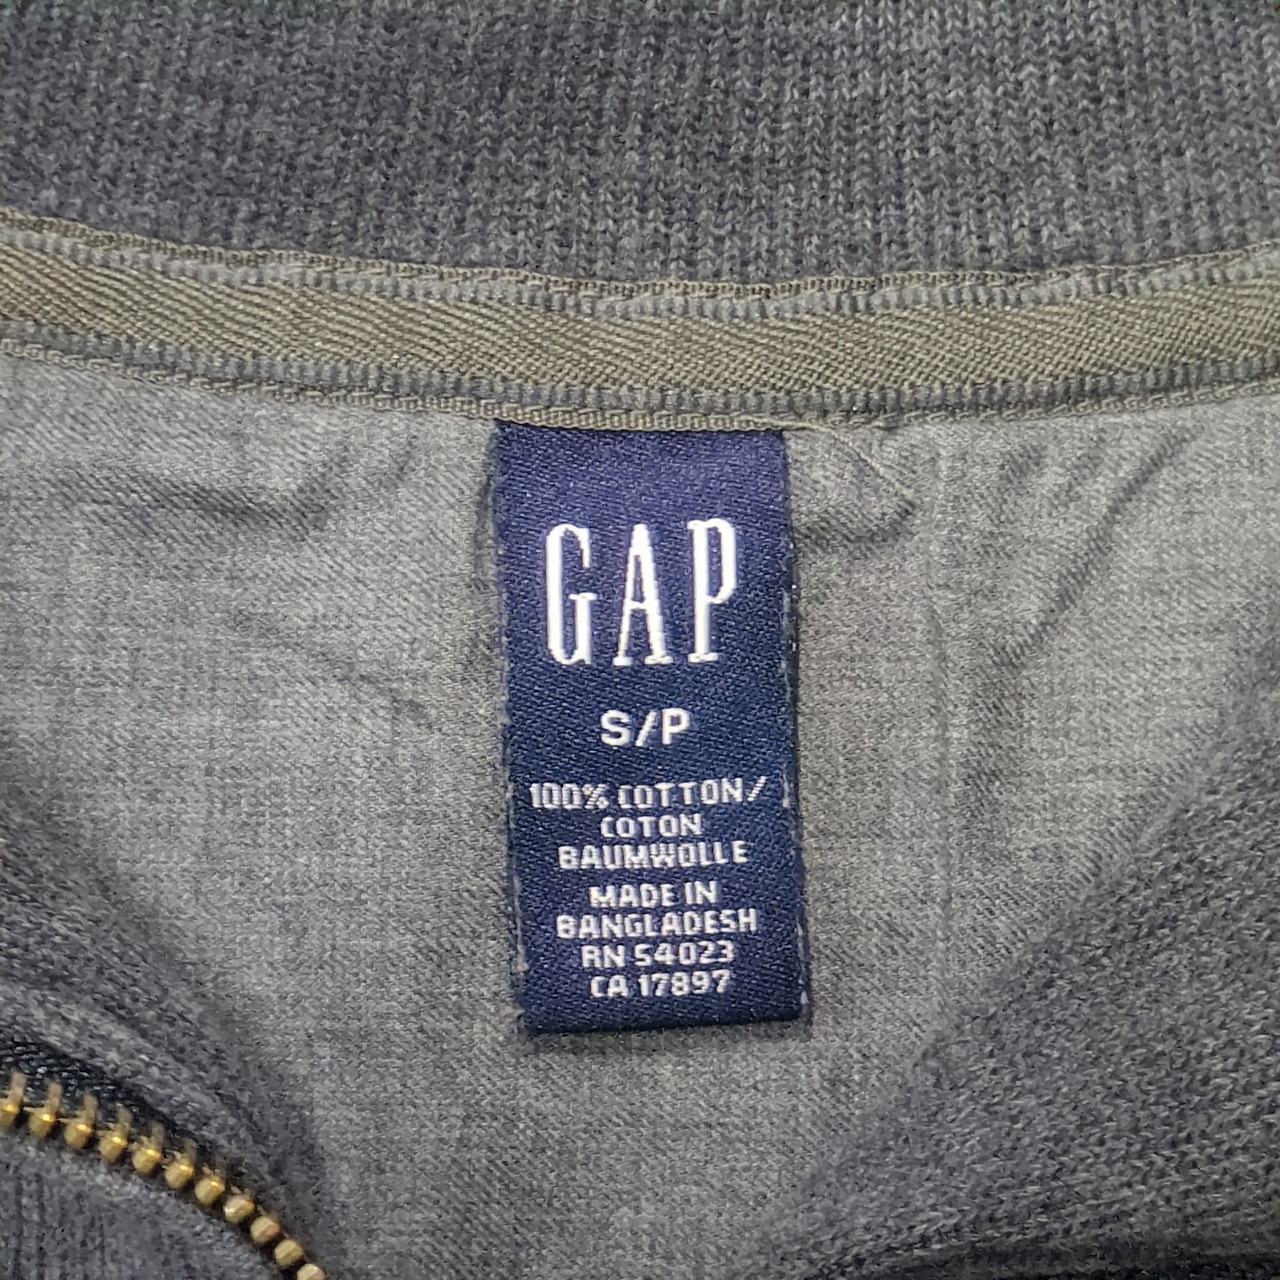 GAP
S/P
100% COTTON/
COTON
BAUMWOLLE
MADE IN
BANGLADESH
RN 54023
CA 17897